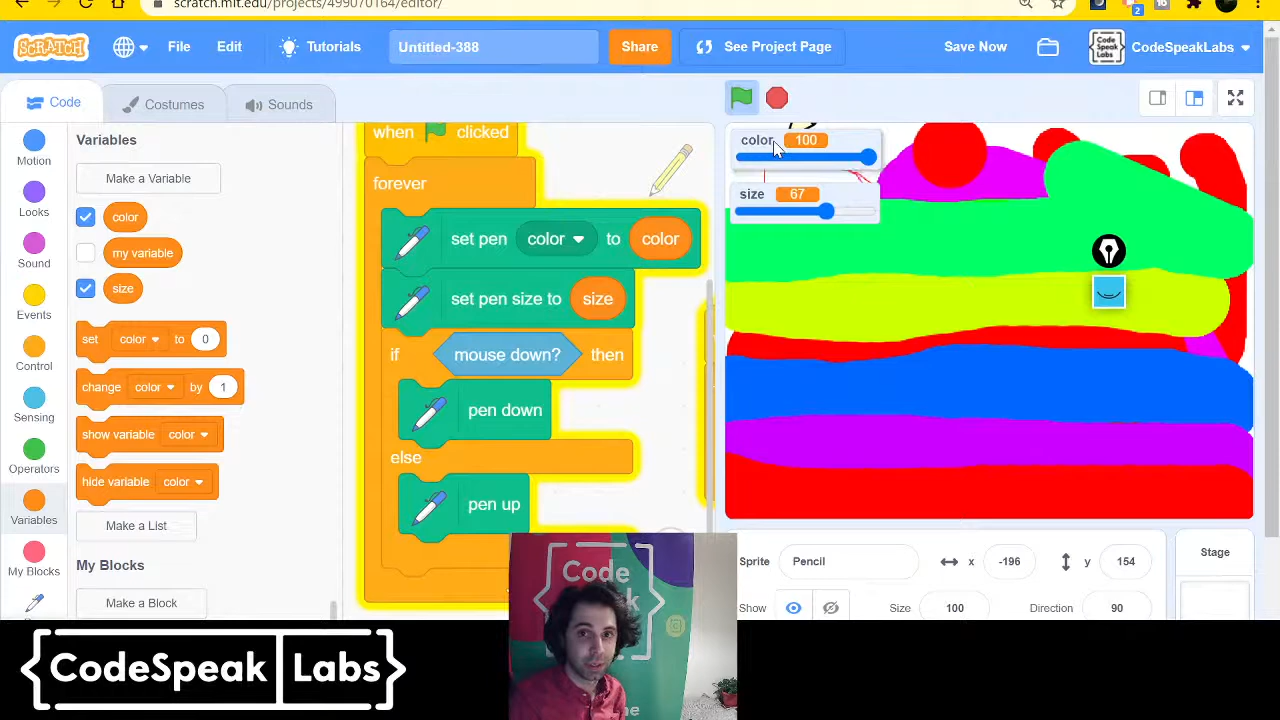 scratch.mit.edu/projects/499070164/editor/
2
SCRATCH
File
Edit
Tutorials
Untitled-388
Share
See Project Page
Save Now
Code Speak Labs
CodeSpeakLabs
Code
Costumes
Sounds
Motion
Looks
Sound
Events
Control
Sensing
Operators
Variables
My Blocks
Variables
Make a Variable
color
my variable
size
set color to 0
change color by 1
show variable color
hide variable color
Make a List
My Blocks
Make a Block
when clicked
forever
set pen color to color
set pen size to size
if mouse down? then
pen down
else
pen up
color 100
size 67
Sprite
Pencil
x
-196
y
154
Show
Size
100
Direction
90
Stage
Code
{CodeSpeak|Labs}